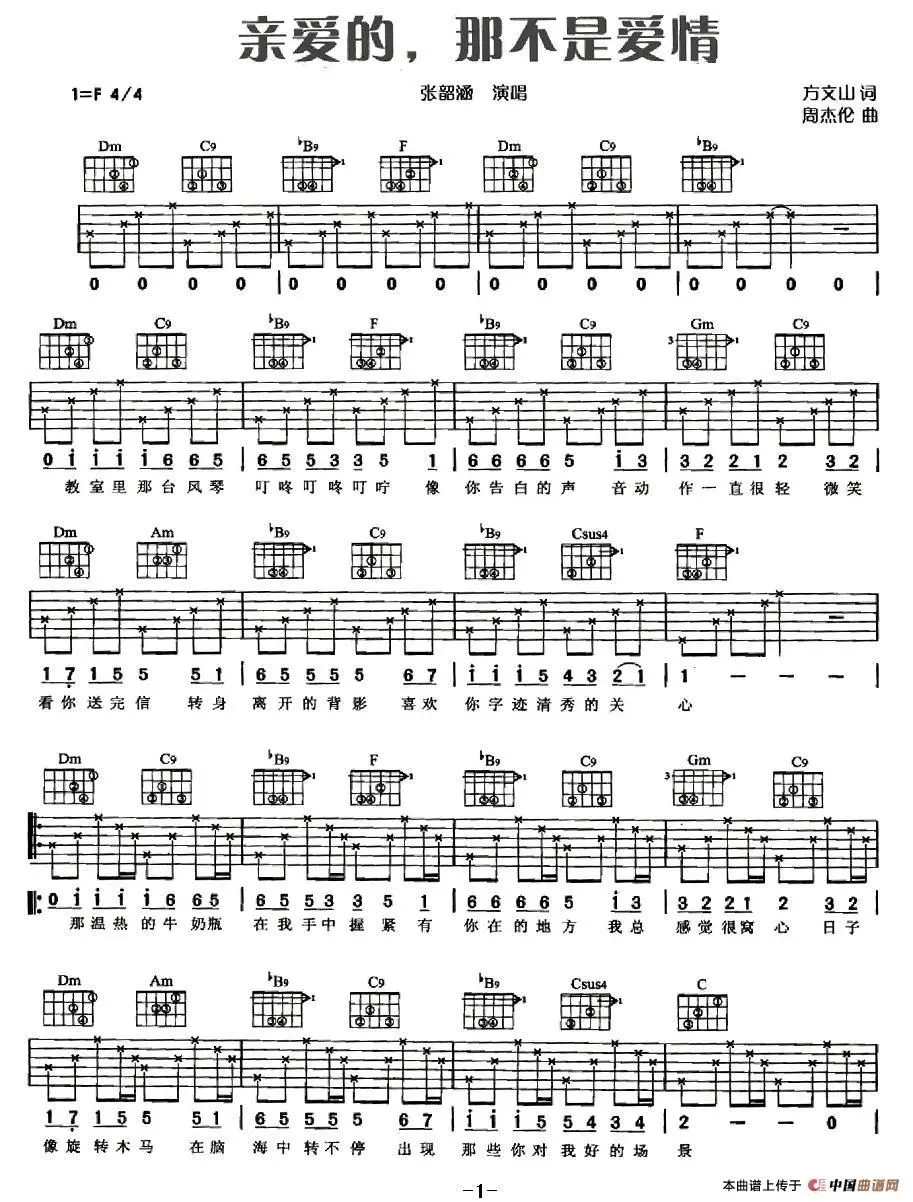 亲爱的，那不是爱情
1=F 4/4 张韶涵 演唱 方文山 词
周杰伦 曲
Dm C9 ♭B9 F Dm C9 ♭B9
0 0 0 0 | 0 0 0 0 | 0 0 0 0 | 0 0 0 0 |
Dm C9 ♭B9 F ♭B9 C9 Gm C9
0 i i i i 6 6 5 | 6 5 5 3 3 5 1 | 6 6 6 6 5 i 3 | 3 2 2 1 2 3 2 |
教室里那台风琴 叮咚叮咚叮咛 像 你告白的声 音动 作一直很轻 微笑
Dm Am ♭B9 C9 ♭B9 Csus4 F
1 7 1 5 5 5 1 | 6 5 5 5 5 6 7 | i i i 5 4 3 2 1 | 1 — — — |
看你送完信 转身 离开的背影 喜欢 你字迹清秀的关 心
Dm C9 ♭B9 F ♭B9 C9 Gm C9
0 i i i i 6 6 5 | 6 5 5 3 3 5 1 | 6 6 6 6 5 i 3 | 3 2 2 1 2 3 2 |
那温热的牛奶瓶 在我手中握紧 有 你在的地方 我总 感觉很窝心 日子
Dm Am ♭B9 C9 ♭B9 Csus4 C
1 7 1 5 5 5 1 | 6 5 5 5 5 6 7 | i i i 5 5 4 3 4 | 2 — — 0 |
像旋转木马 在脑 海中转不停 出现 那些你对我好的场 景
-1-
本曲谱上传于 中国曲谱网